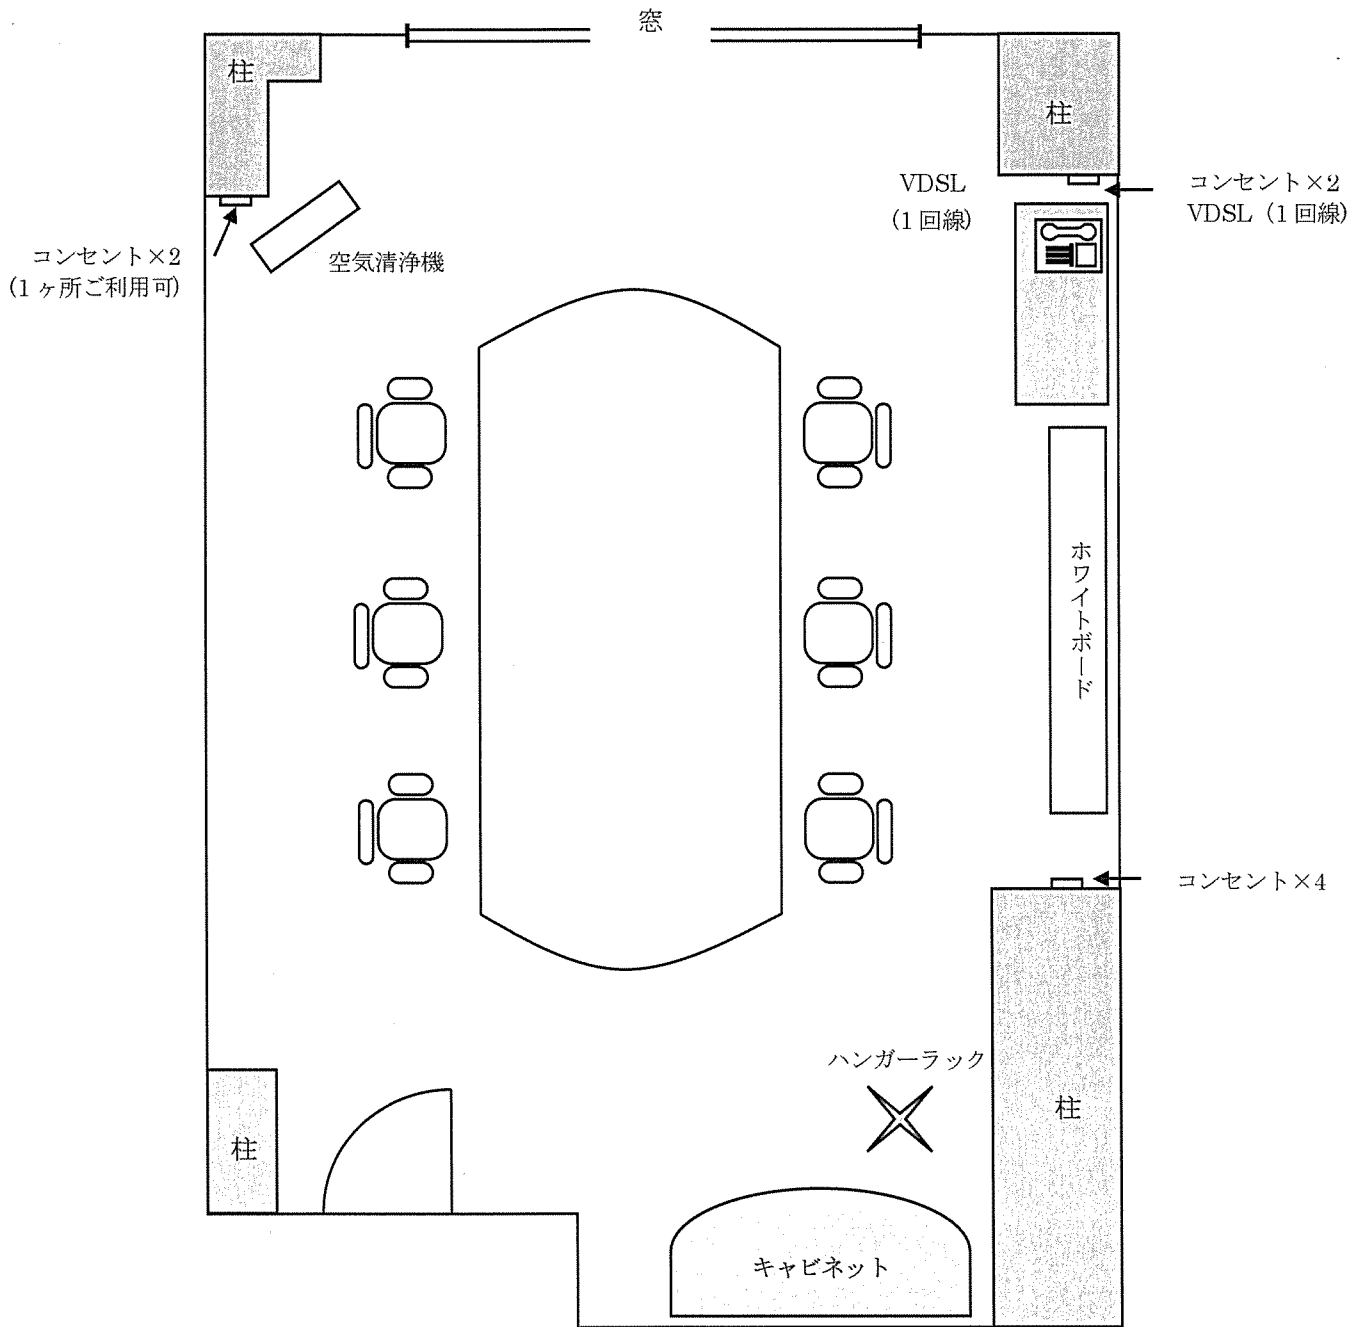 窓
柱
柱
VDSL
(1回線)
コンセント×2
VDSL（1回線）
コンセント×2
(1ヶ所ご利用可)
空気清浄機
ホワイトボード
コンセント×4
ハンガーラック
柱
柱
キャビネット